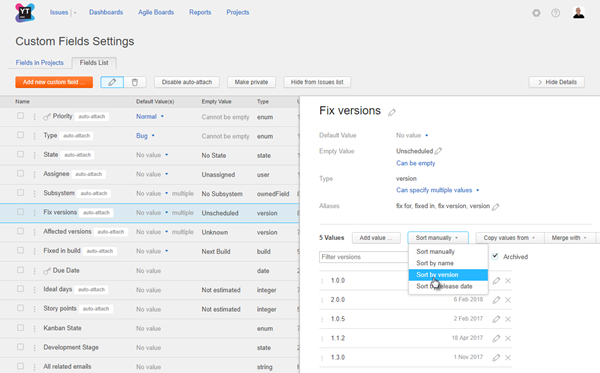 YT
Issues Dashboards Agile Boards Reports Projects
Custom Fields Settings
Fields in Projects Fields List
Add new custom field... Disable auto-attach Make private Hide from Issues list > Hide Details
Name Default Value(s) Empty Value Type
Priority auto-attach Normal Cannot be empty enum
Type auto-attach Bug Cannot be empty enum
State auto-attach No value No State state
Assignee auto-attach No value Unassigned user
Subsystem auto-attach No value multiple No Subsystem ownedField
Fix versions auto-attach No value multiple Unscheduled version
Affected versions auto-attach No value multiple Unknown version
Fixed in build auto-attach No value Next Build build
Due Date No value date
Ideal days auto-attach No value Not estimated integer
Story points auto-attach No value Not estimated integer
Kanban State No value enum
Development Stage No value state
All related emails No value string
Fix versions
Default Value No value
Empty Value Unscheduled
Can be empty
Type version
Can specify multiple values
Aliases fix for, fixed in, fix version, version
5 Values Add value ... Sort manually Copy values from Merge with
Filter versions Archived
Sort manually
Sort by name
Sort by version
Sort by release date
1.0.0
2.0.0 6 Feb 2018
1.0.5 2 Feb 2017
1.1.2 18 Apr 2017
1.3.0 1 Nov 2017